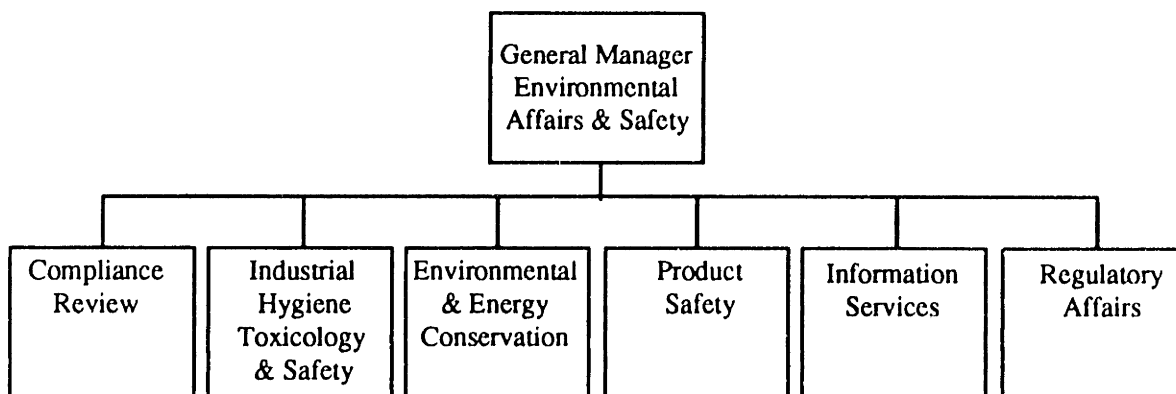 General Manager
Environmental
Affairs & Safety
Compliance
Review
Industrial
Hygiene
Toxicology
& Safety
Environmental
& Energy
Conservation
Product
Safety
Information
Services
Regulatory
Affairs